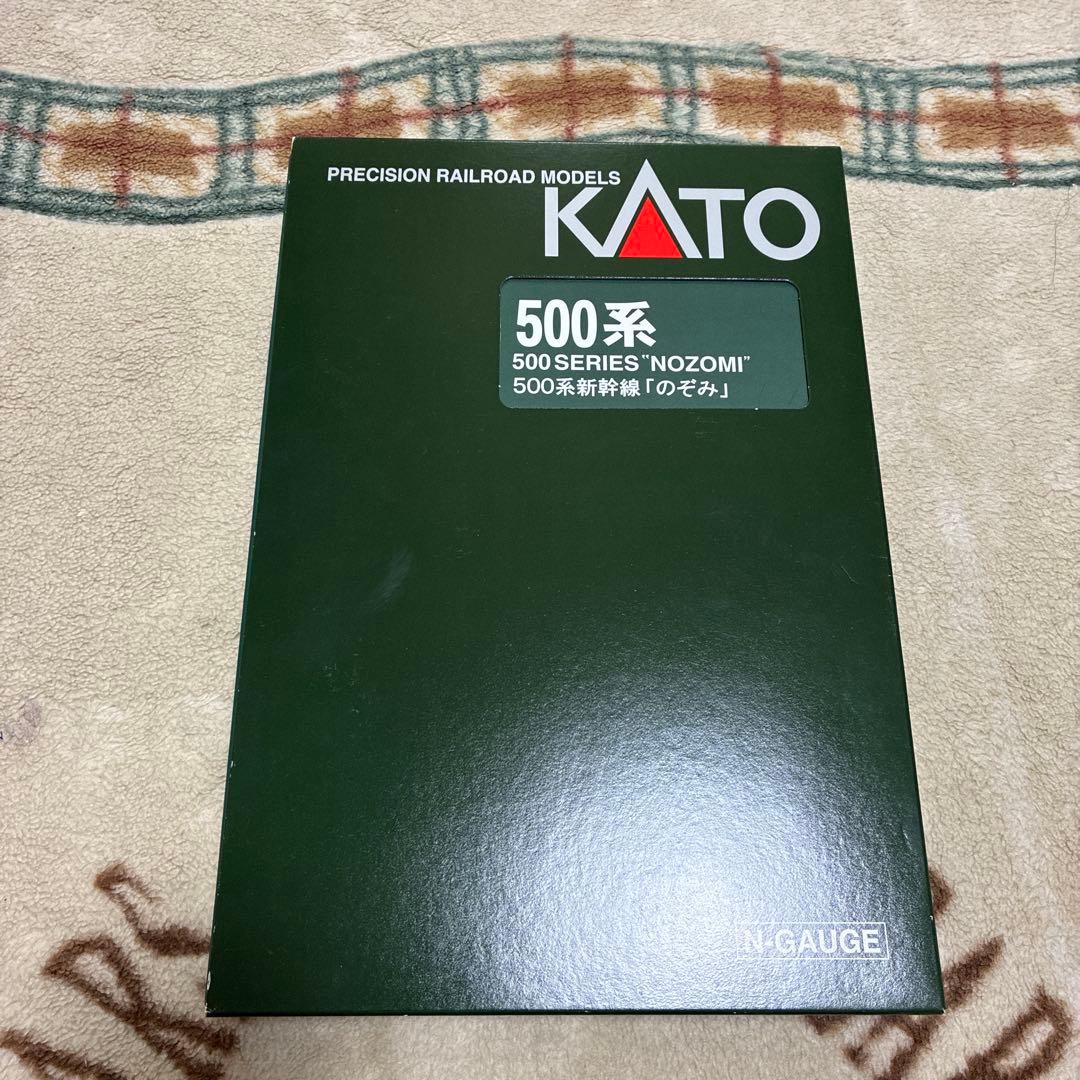 PRECISION RAILROAD MODELS
KATO
500系
500 SERIES "NOZOMI"
500系新幹線「のぞみ」
N-GAUGE